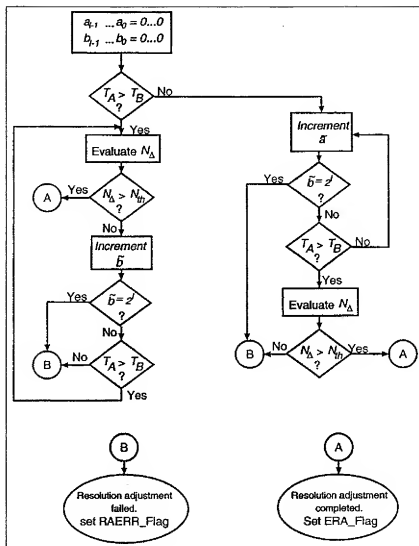 a_{l-1} ... a_0 = 0...0
b_{l-1} ... b_0 = 0...0
T_A > T_B
?
No
Yes
Evaluate N_Δ
Yes
N_Δ > N_th
?
A
No
Increment
b̃
Yes
b̃ = 2^l
?
No
B
No
T_A > T_B
?
Yes
Increment
ã
Yes
b̃ = 2^l
?
No
T_A > T_B
No
?
Yes
Evaluate N_Δ
B
No
N_Δ > N_th
Yes
A
?
B
Resolution adjustment
failed.
set RAERR_Flag
A
Resolution adjustment
completed.
Set ERA_Flag